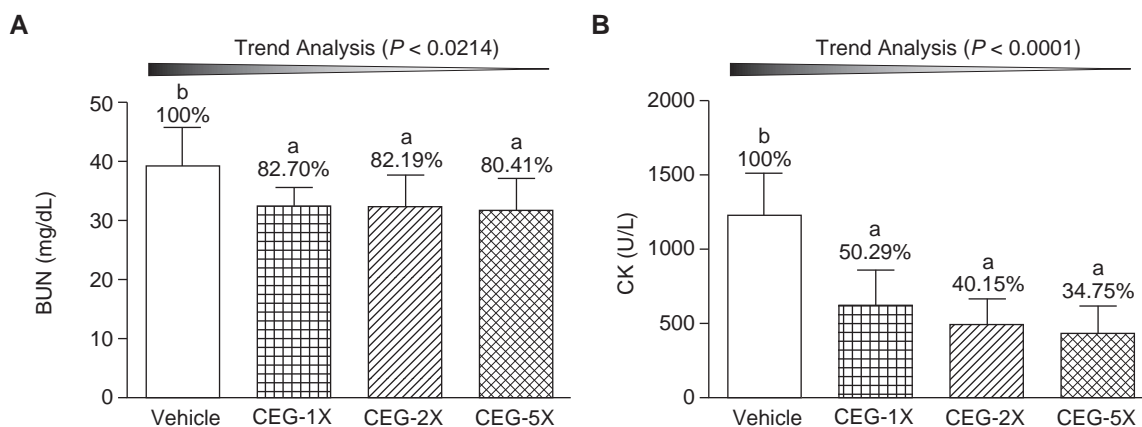 A
Trend Analysis (P < 0.0214)
BUN (mg/dL)
50
40
30
20
10
0
b
100%
a
82.70%
a
82.19%
a
80.41%
Vehicle
CEG-1X
CEG-2X
CEG-5X
B
Trend Analysis (P < 0.0001)
CK (U/L)
2000
1500
1000
500
0
b
100%
a
50.29%
a
40.15%
a
34.75%
Vehicle
CEG-1X
CEG-2X
CEG-5X